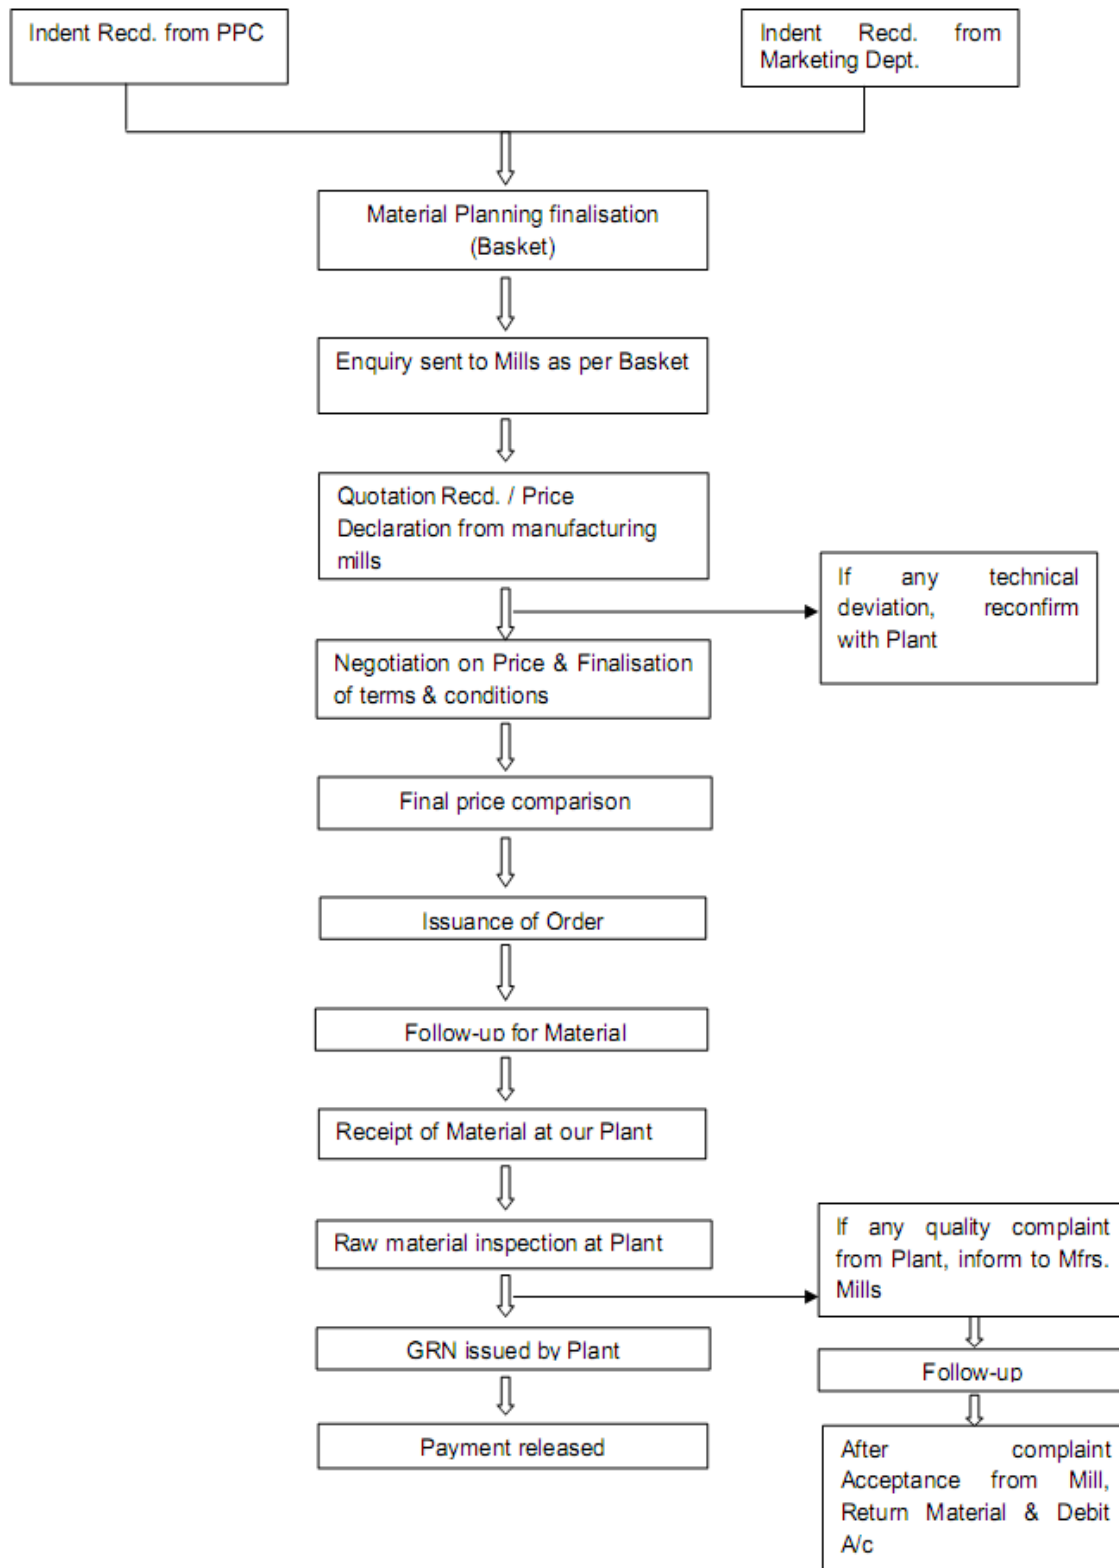 Indent Recd. from PPC
Indent Recd. from
Marketing Dept.
Material Planning finalisation
(Basket)
Enquiry sent to Mills as per Basket
Quotation Recd. / Price
Declaration from manufacturing
mills
If any technical
deviation, reconfirm
with Plant
Negotiation on Price & Finalisation
of terms & conditions
Final price comparison
Issuance of Order
Follow-up for Material
Receipt of Material at our Plant
Raw material inspection at Plant
If any quality complaint
from Plant, inform to Mfrs.
Mills
GRN issued by Plant
Follow-up
Payment released
After complaint
Acceptance from Mill,
Return Material & Debit
A/c